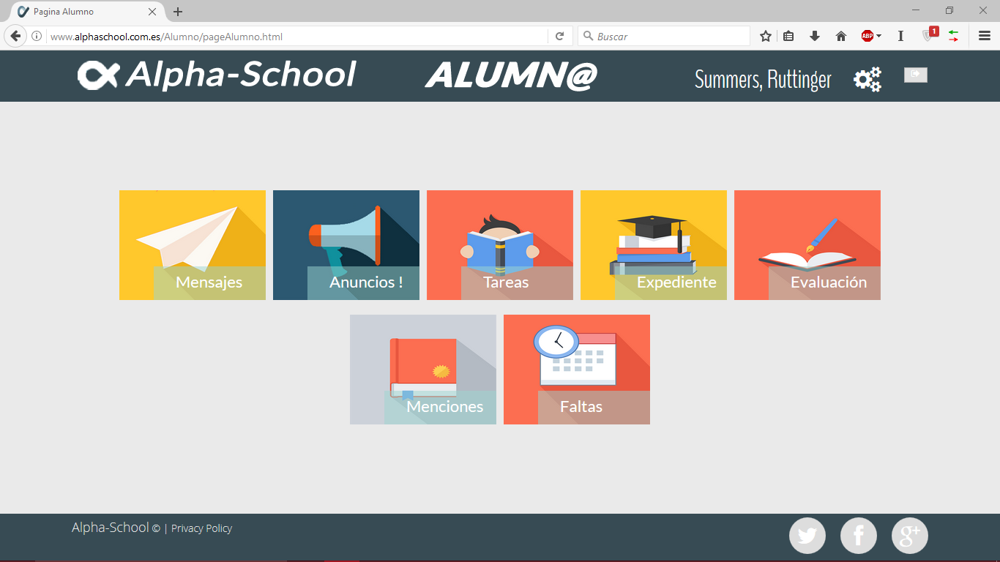 Pagina Alumno
www.alphaschool.com.es/Alumno/pageAlumno.html
Buscar
ABP
1
Alpha-School
ALUMN@
Summers, Ruttinger
Mensajes
Anuncios !
Tareas
Expediente
Evaluación
Menciones
Faltas
Alpha-School © | Privacy Policy
f
g+